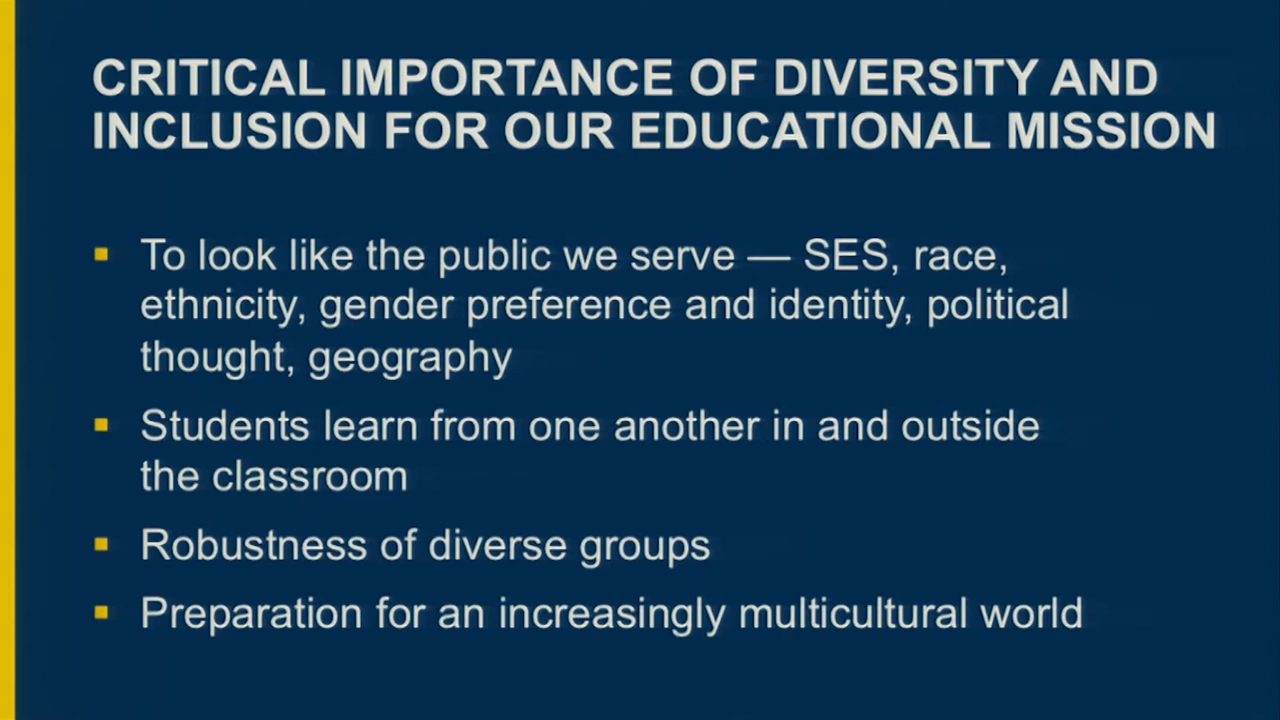 CRITICAL IMPORTANCE OF DIVERSITY AND
INCLUSION FOR OUR EDUCATIONAL MISSION
To look like the public we serve — SES, race,
ethnicity, gender preference and identity, political
thought, geography
Students learn from one another in and outside
the classroom
Robustness of diverse groups
Preparation for an increasingly multicultural world